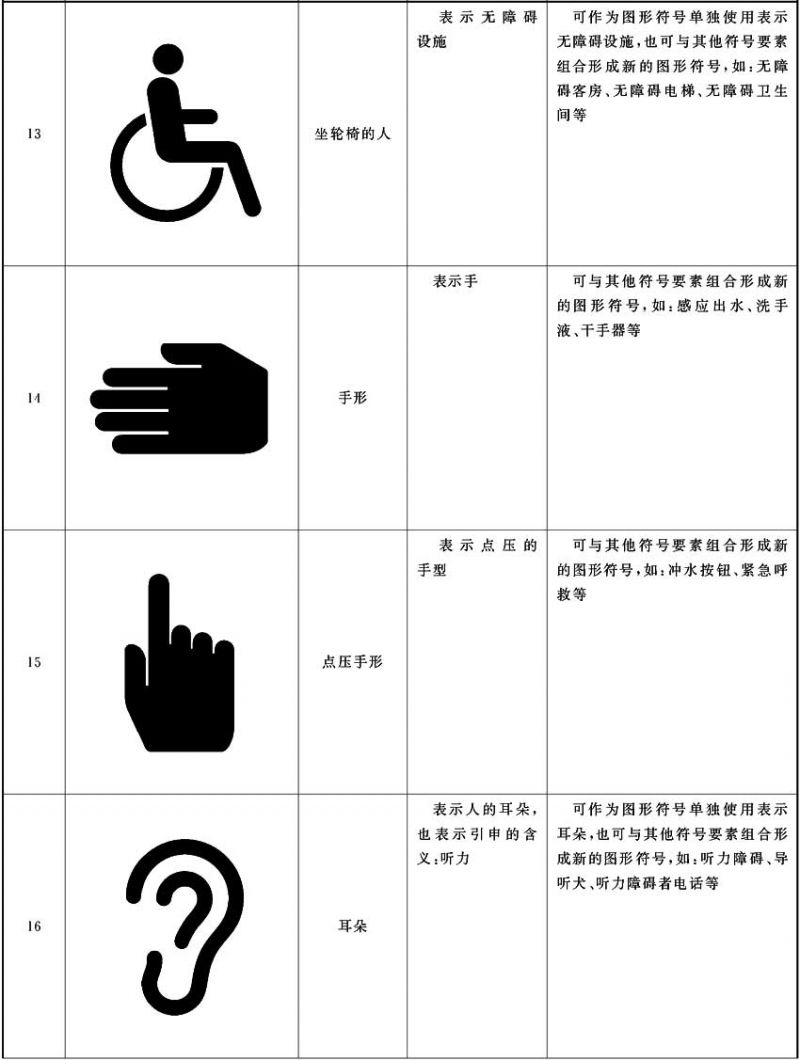 13
坐轮椅的人
表示无障碍
设施
可作为图形符号单独使用表示
无障碍设施,也可与其他符号要素
组合形成新的图形符号,如:无障
碍客房、无障碍电梯、无障碍卫生
间等
14
手形
表示手
可与其他符号要素组合形成新
的图形符号,如:感应出水、洗手
液、干手器等
15
点压手形
表示点压的
手型
可与其他符号要素组合形成新
的图形符号,如:冲水按钮、紧急呼
救等
16
耳朵
表示人的耳朵,
也表示引申的含
义:听力
可作为图形符号单独使用表示
耳朵,也可与其他符号要素组合形
成新的图形符号,如:听力障碍、导
听犬、听力障碍者电话等